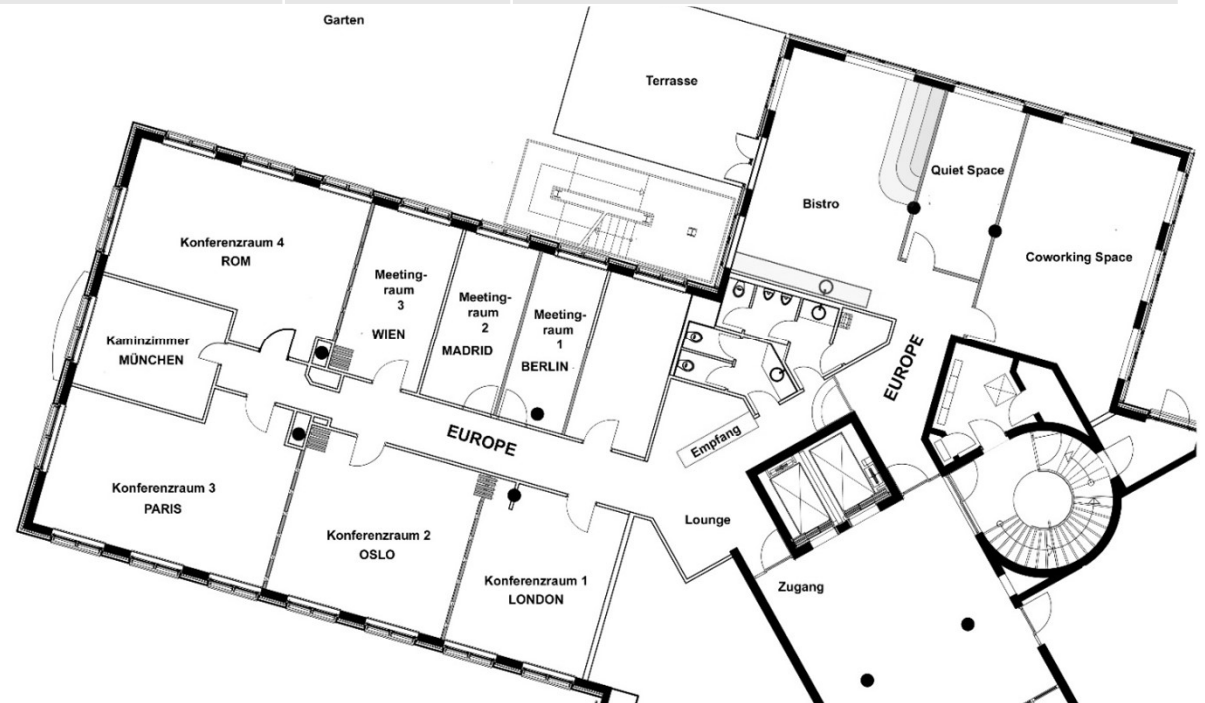 Garten
Terrasse
Quiet Space
Bistro
Coworking Space
Konferenzraum 4
ROM
Meeting-
raum
3
WIEN
Meeting-
raum
2
MADRID
Meeting-
raum
1
BERLIN
Kaminzimmer
MÜNCHEN
EUROPE
EUROPE
Empfang
Konferenzraum 3
PARIS
Konferenzraum 2
OSLO
Lounge
Konferenzraum 1
LONDON
Zugang